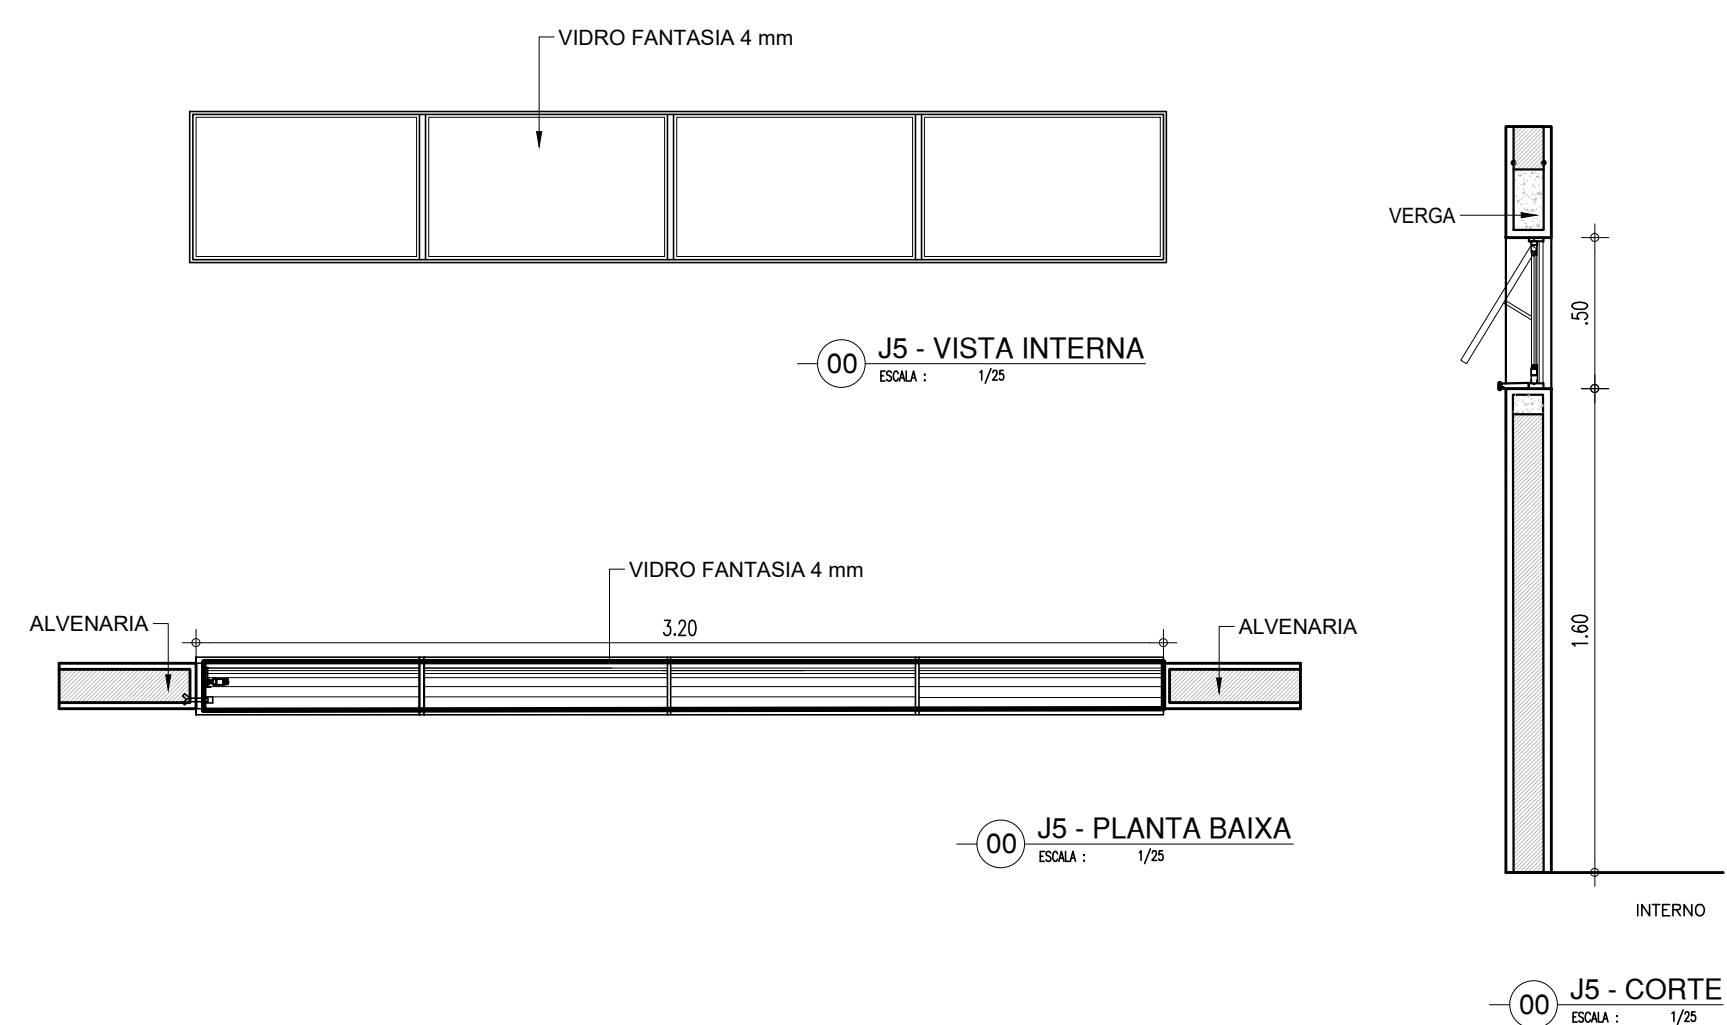 VIDRO FANTASIA 4 mm
VERGA
.50
00 J5 - VISTA INTERNA
ESCALA : 1/25
VIDRO FANTASIA 4 mm
ALVENARIA
3.20
ALVENARIA
1.60
00 J5 - PLANTA BAIXA
ESCALA : 1/25
INTERNO
00 J5 - CORTE
ESCALA : 1/25